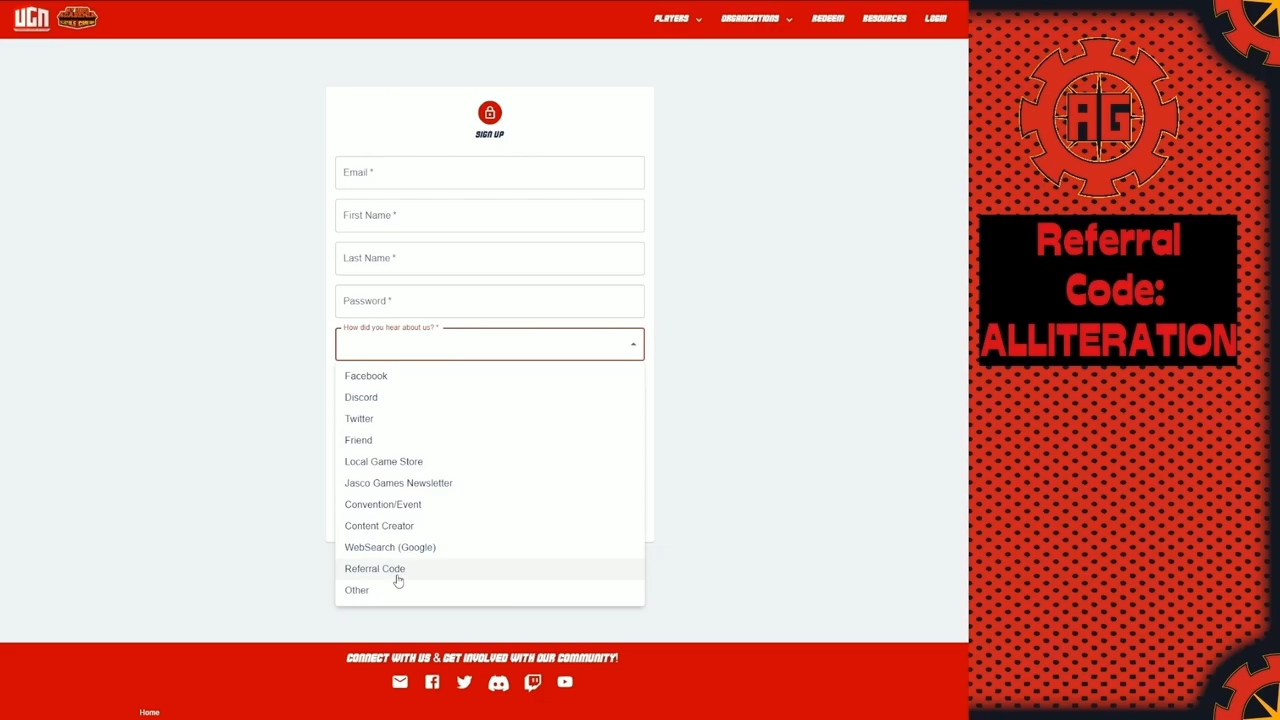 UGN
PLAYERS
ORGANIZATIONS
REDEEM
RESOURCES
LOGIN
SIGN UP
Email *
First Name *
Last Name *
Password *
How did you hear about us? *
Facebook
Discord
Twitter
Friend
Local Game Store
Jasco Games Newsletter
Convention/Event
Content Creator
WebSearch (Google)
Referral Code
Other
CONNECT WITH US & GET INVOLVED WITH OUR COMMUNITY!
Home
AG
Referral
Code:
ALLITERATION